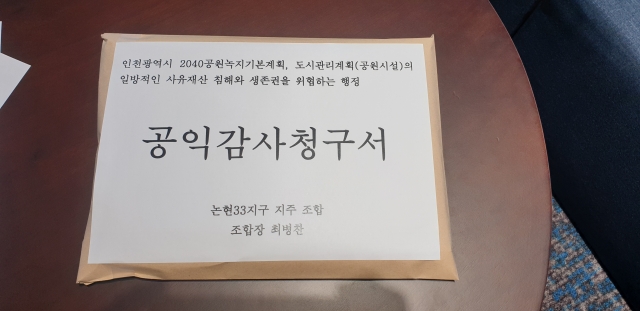 인천광역시 2040공원녹지기본계획, 도시관리계획(공원시설)의
일방적인 사유재산 침해와 생존권을 위협하는 행정
공익감사청구서
논현33지구 지주 조합
조합장 최병찬